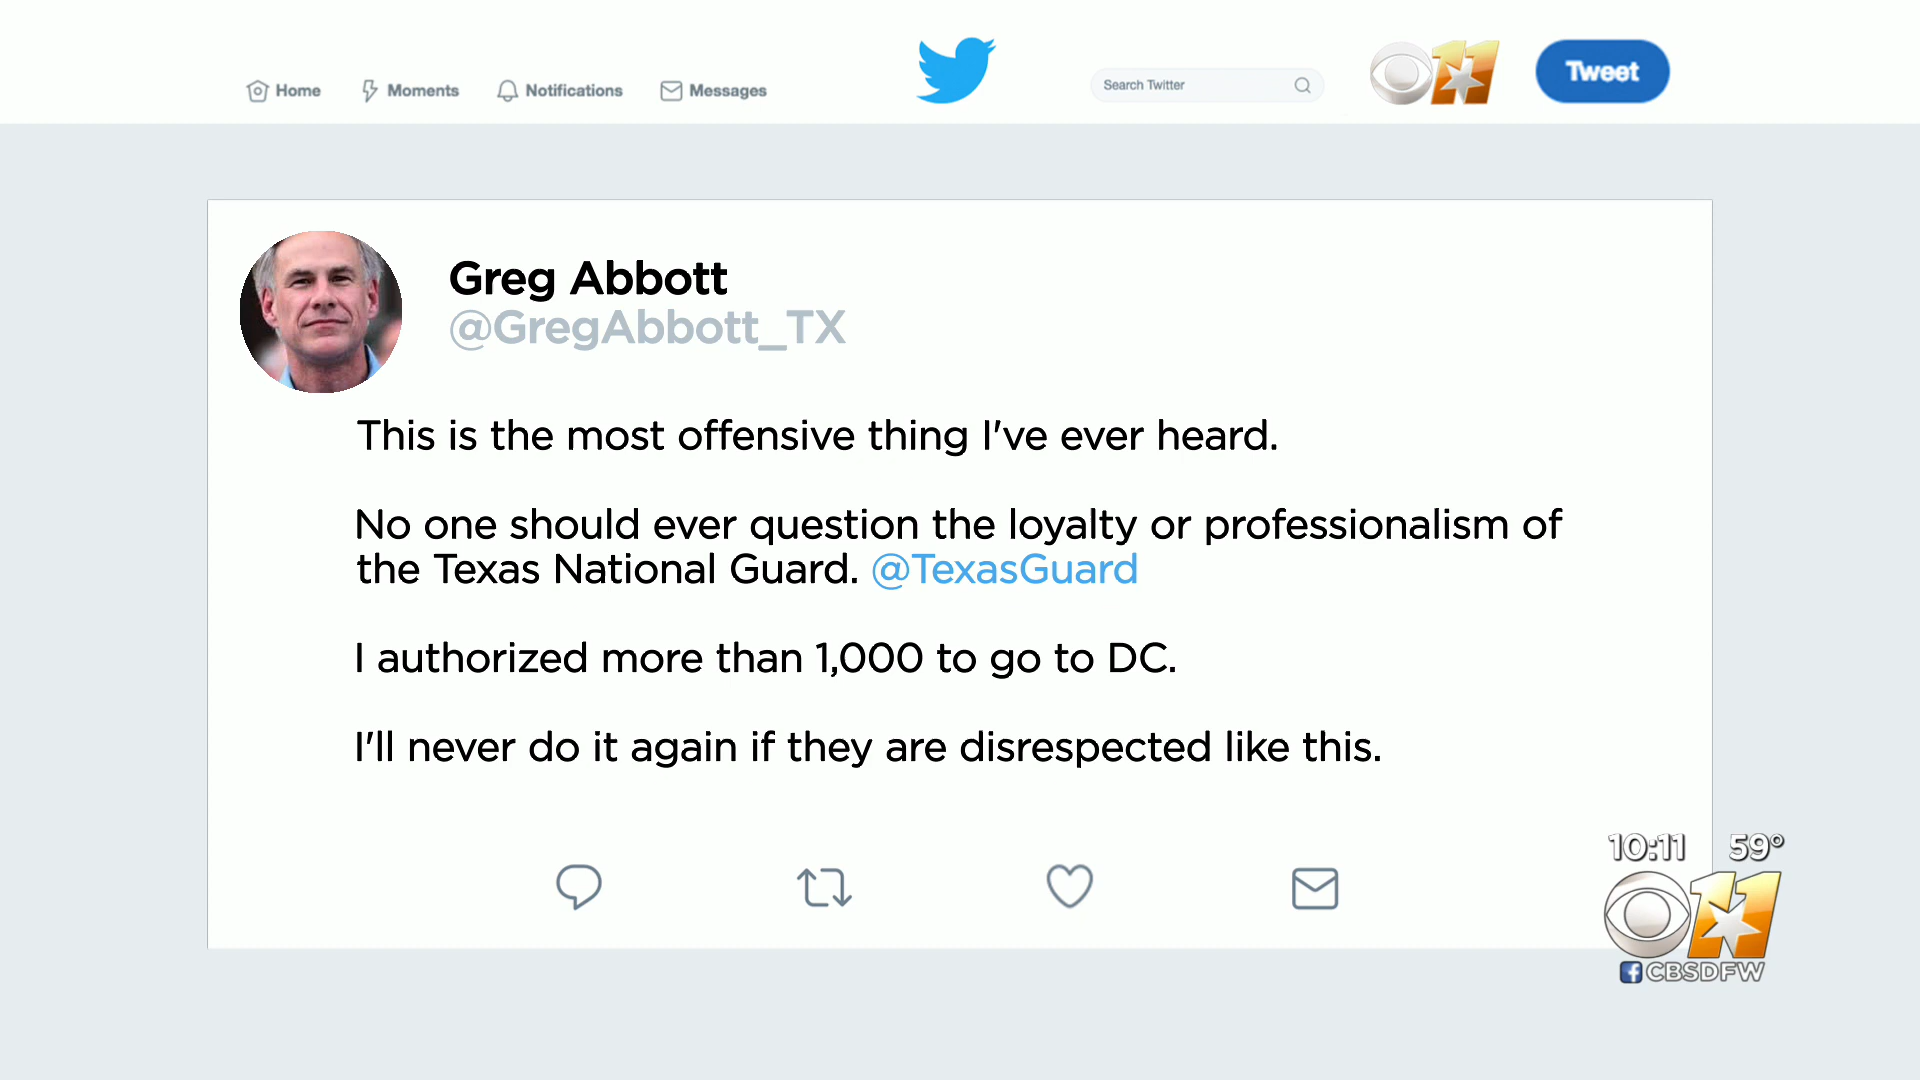 Home Moments Notifications Messages Search Twitter 11 Tweet
Greg Abbott
@GregAbbott_TX
This is the most offensive thing I've ever heard.
No one should ever question the loyalty or professionalism of
the Texas National Guard. @TexasGuard
I authorized more than 1,000 to go to DC.
I'll never do it again if they are disrespected like this.
10:11 59°
11
f CBSDFW